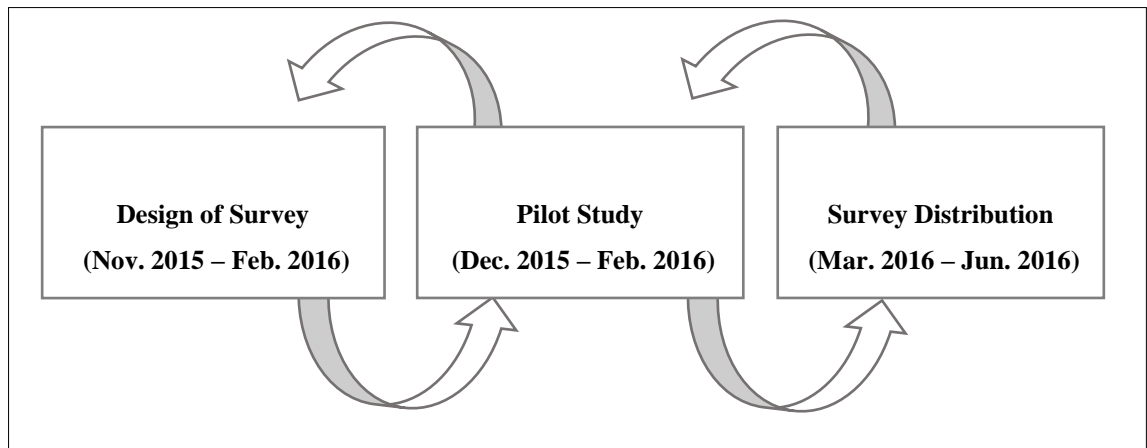 Design of Survey
(Nov. 2015 – Feb. 2016)
Pilot Study
(Dec. 2015 – Feb. 2016)
Survey Distribution
(Mar. 2016 – Jun. 2016)